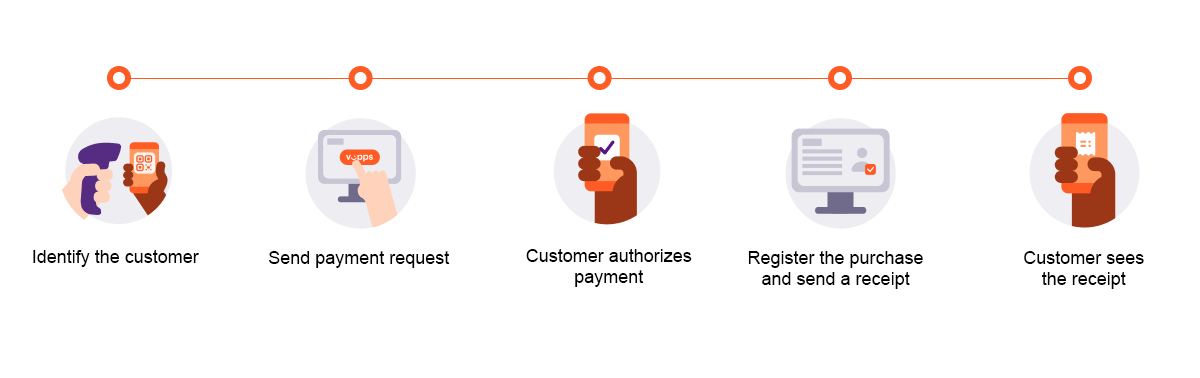 Identify the customer
Send payment request
Customer authorizes
payment
Register the purchase
and send a receipt
Customer sees
the receipt